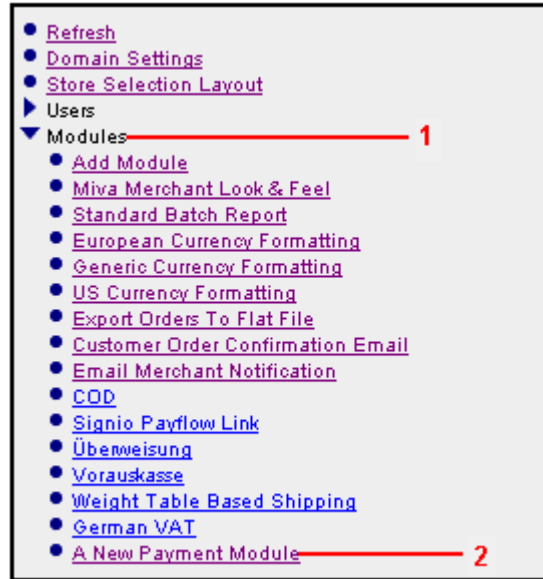 Refresh
Domain Settings
Store Selection Layout
Users
Modules 1
Add Module
Miva Merchant Look & Feel
Standard Batch Report
European Currency Formatting
Generic Currency Formatting
US Currency Formatting
Export Orders To Flat File
Customer Order Confirmation Email
Email Merchant Notification
COD
Signio Payflow Link
Überweisung
Vorauskasse
Weight Table Based Shipping
German VAT
A New Payment Module 2